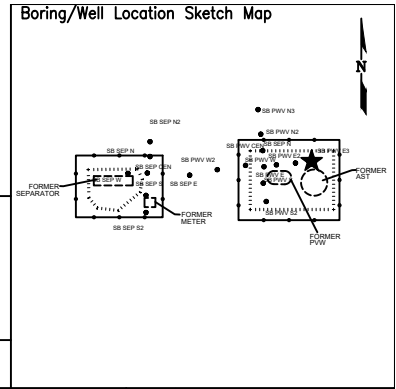 Boring/Well Location Sketch Map
N
SB PWV N3
SB SEP N2
SB PWV N2
SB SEP N
SB PWV CEN
SB SEP N
SB PWV E3
SB PWV W2
SB PWV W
SB PWV E2
SB SEP CEN
SB PWV E
FORMER
AST
SB SEP W
SB SEP S
SB SEP E
SB PWV
FORMER
SEPARATOR
FORMER
METER
SB PWV S2
SB SEP S2
FORMER
PVW